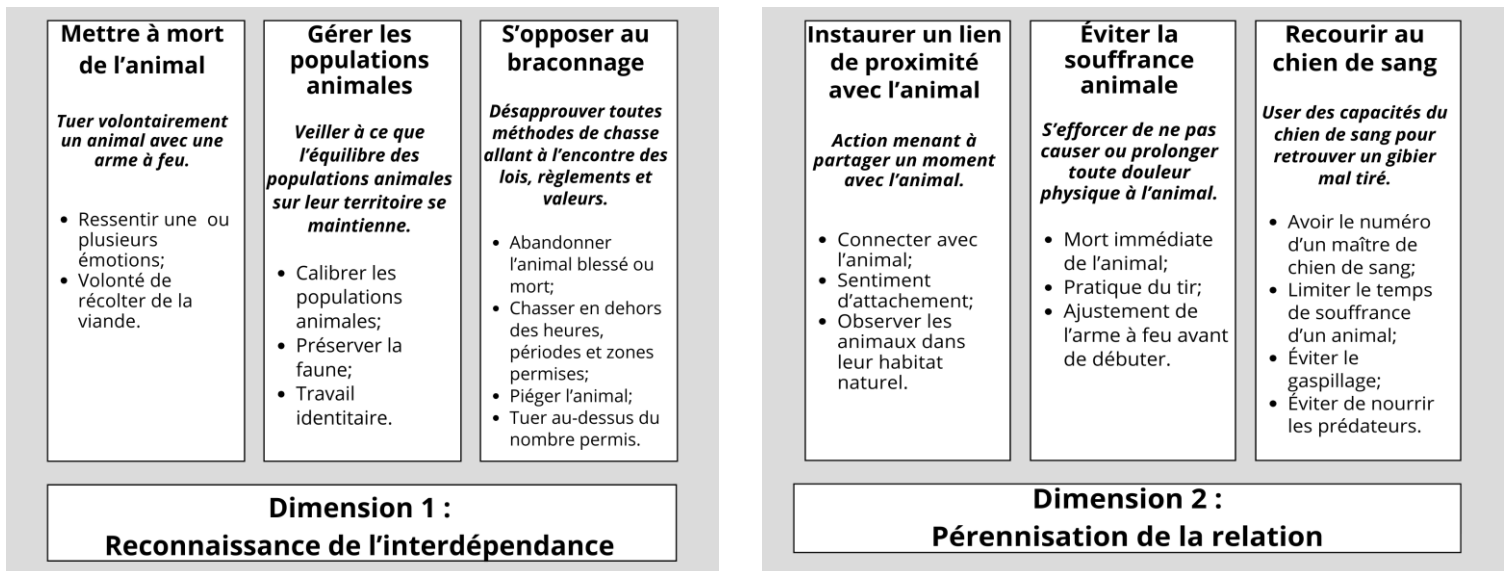 Mettre à mort
de l'animal
Tuer volontairement
un animal avec une
arme à feu.
• Ressentir une ou
plusieurs
émotions;
• Volonté de
récolter de la
viande.
Gérer les
populations
animales
Veiller à ce que
l'équilibre des
populations animales
sur leur territoire se
maintienne.
• Calibrer les
populations
animales;
• Préserver la
faune;
• Travail
identitaire.
S'opposer au
braconnage
Désapprouver toutes
méthodes de chasse
allant à l'encontre des
lois, règlements et
valeurs.
• Abandonner
l'animal blessé ou
mort;
• Chasser en dehors
des heures,
périodes et zones
permises;
• Piéger l'animal;
• Tuer au-dessus du
nombre permis.
Dimension 1 :
Reconnaissance de l'interdépendance
Instaurer un lien
de proximité
avec l'animal
Action menant à
partager un moment
avec l'animal.
• Connecter avec
l'animal;
• Sentiment
d'attachement;
• Observer les
animaux dans
leur habitat
naturel.
Éviter la
souffrance
animale
S'efforcer de ne pas
causer ou prolonger
toute douleur
physique à l'animal.
• Mort immédiate
de l'animal;
• Pratique du tir;
• Ajustement de
l'arme à feu avant
de débuter.
Recourir au
chien de sang
User des capacités du
chien de sang pour
retrouver un gibier
mal tiré.
• Avoir le numéro
d'un maître de
chien de sang;
• Limiter le temps
de souffrance
d'un animal;
• Éviter le
gaspillage;
• Éviter de nourrir
les prédateurs.
Dimension 2 :
Pérennisation de la relation